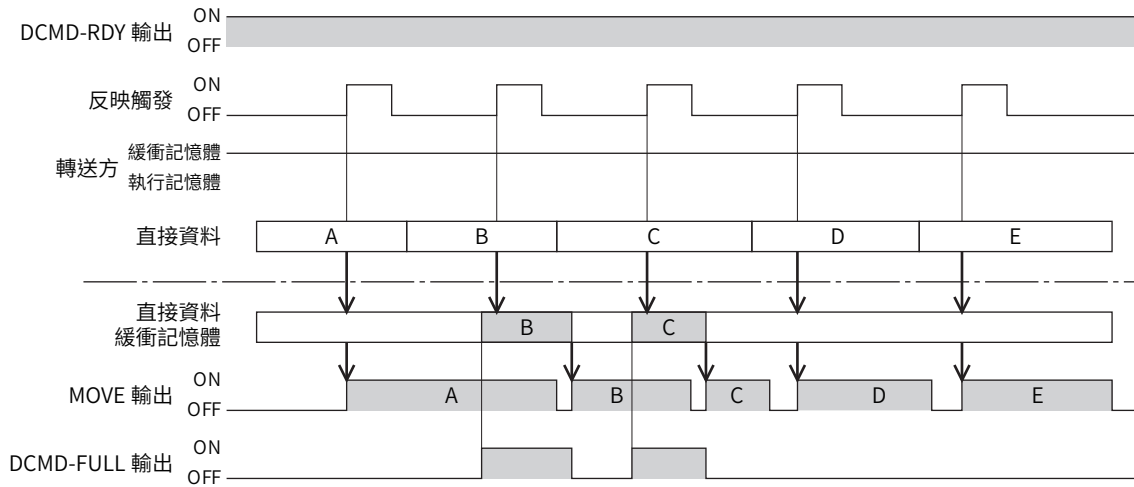 ON
DCMD-RDY 輸出
OFF
ON
反映觸發
OFF
轉送方
緩衝記憶體
執行記憶體
直接資料
A
B
C
D
E
直接資料
緩衝記憶體
B
C
ON
MOVE 輸出
OFF
A
B
C
D
E
ON
DCMD-FULL 輸出
OFF